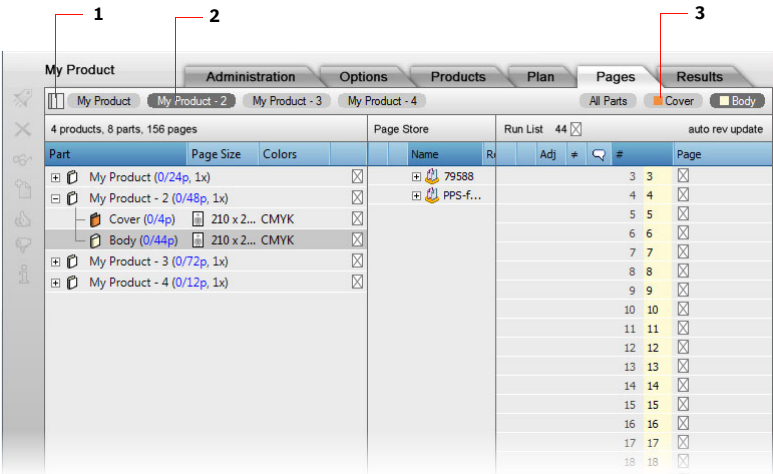 1 2 3
My Product Administration Options Products Plan Pages Results
My Product My Product - 2 My Product - 3 My Product - 4 All Parts Cover Body
4 products, 8 parts, 156 pages Page Store Run List 44 auto rev update
Part Page Size Colors Name Adj ≠ # Page
My Product (0/24p, 1x) 79588 3 3
My Product - 2 (0/48p, 1x) PPS-f... 4 4
Cover (0/4p) 210 x 2... CMYK 5 5
6 6
Body (0/44p) 210 x 2... CMYK 7 7
My Product - 3 (0/72p, 1x) 8 8
My Product - 4 (0/12p, 1x) 9 9
10 10
11 11
12 12
13 13
14 14
15 15
16 16
17 17
18 18